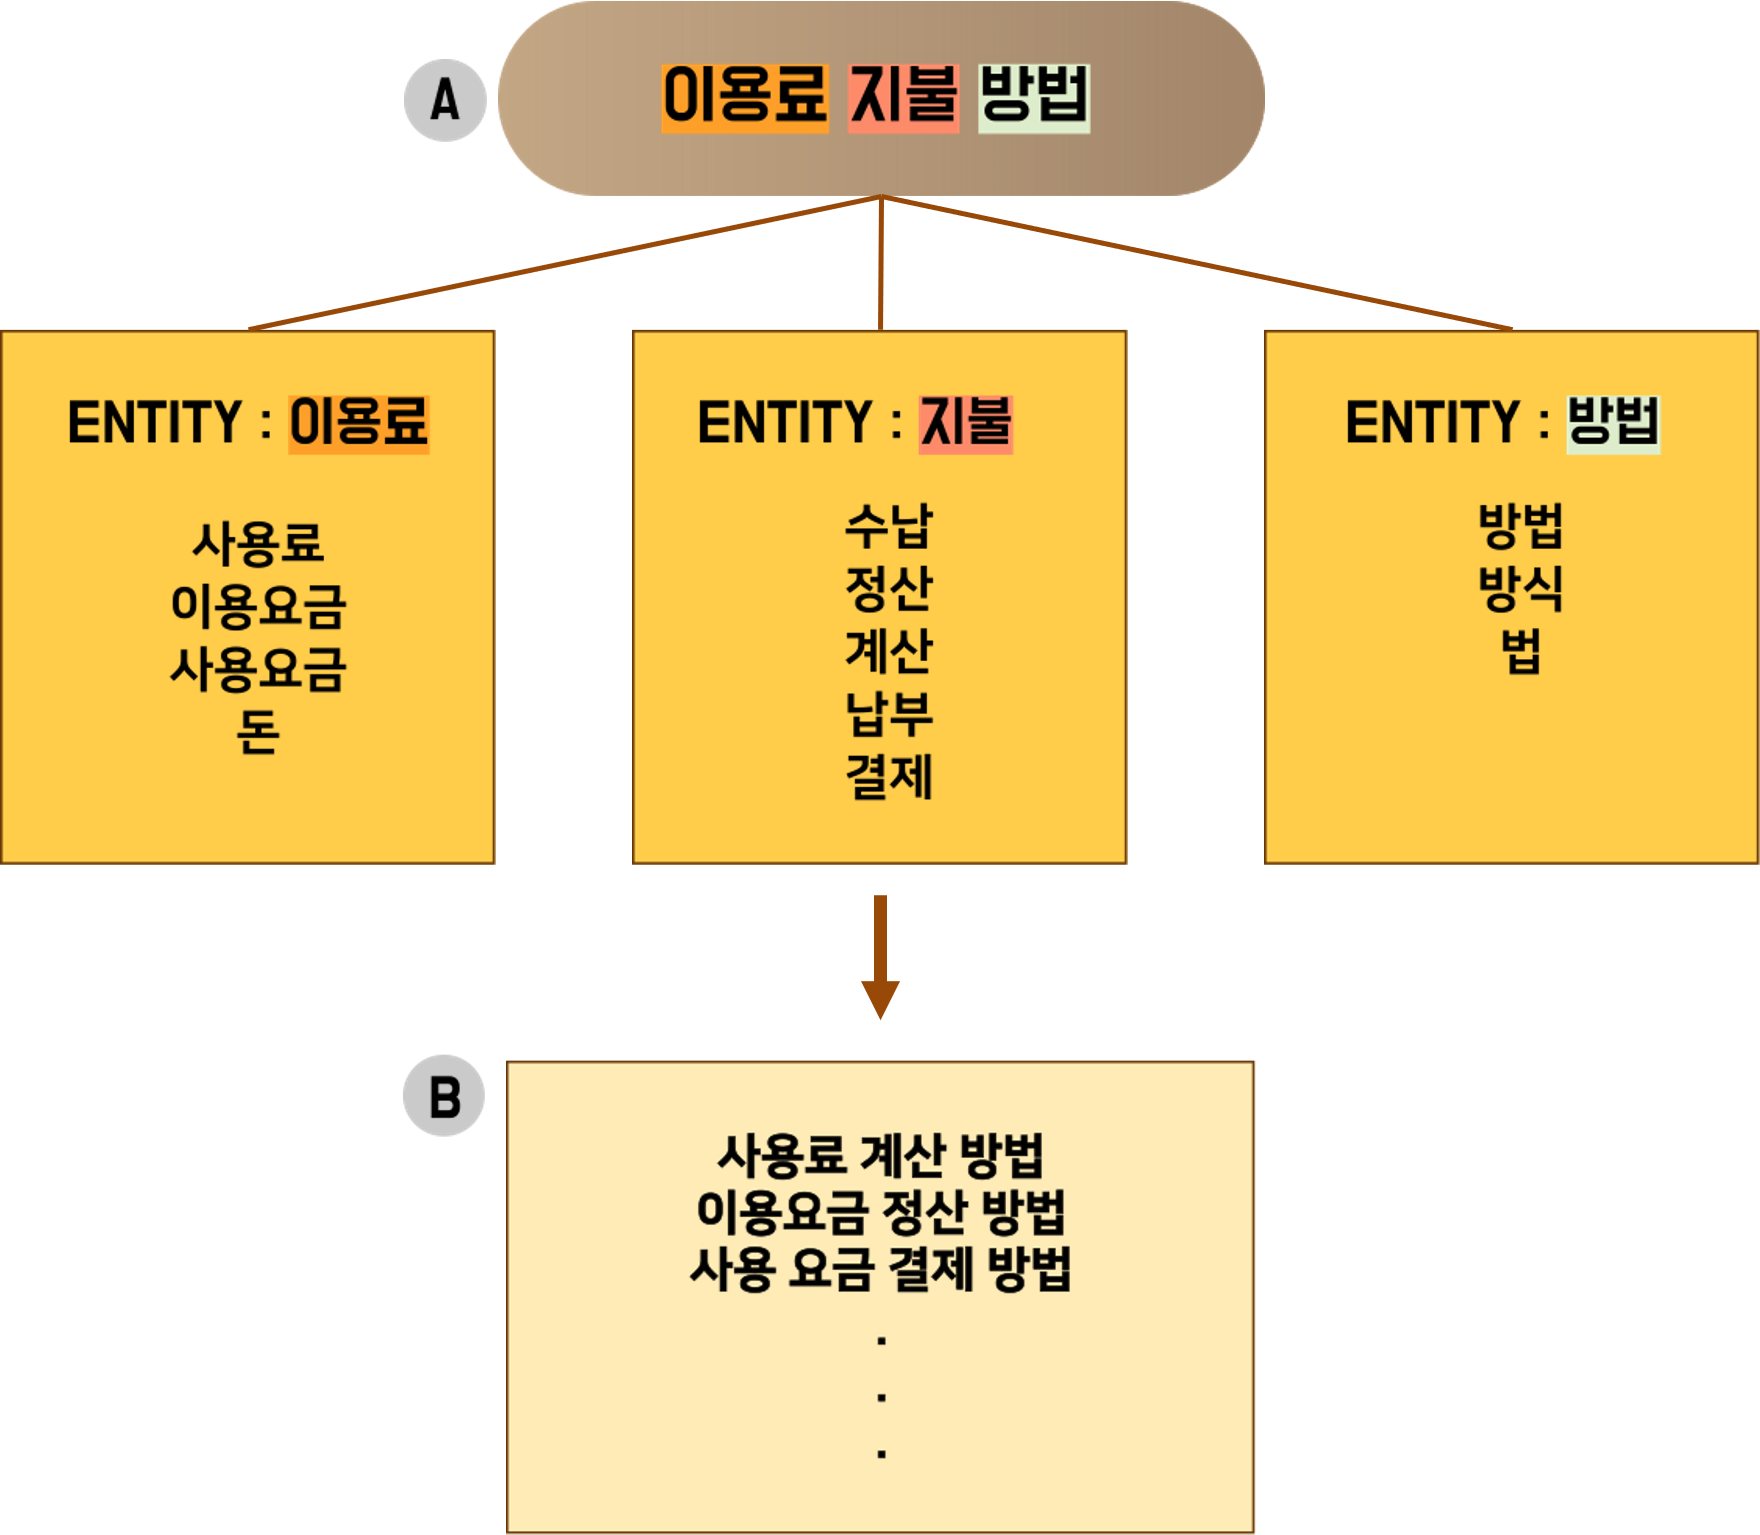 A
이용료 지불 방법
ENTITY : 이용료
사용료
이용요금
사용요금
돈
ENTITY : 지불
수납
정산
계산
납부
결제
ENTITY : 방법
방법
방식
법
B
사용료 계산 방법
이용요금 정산 방법
사용 요금 결제 방법
.
.
.